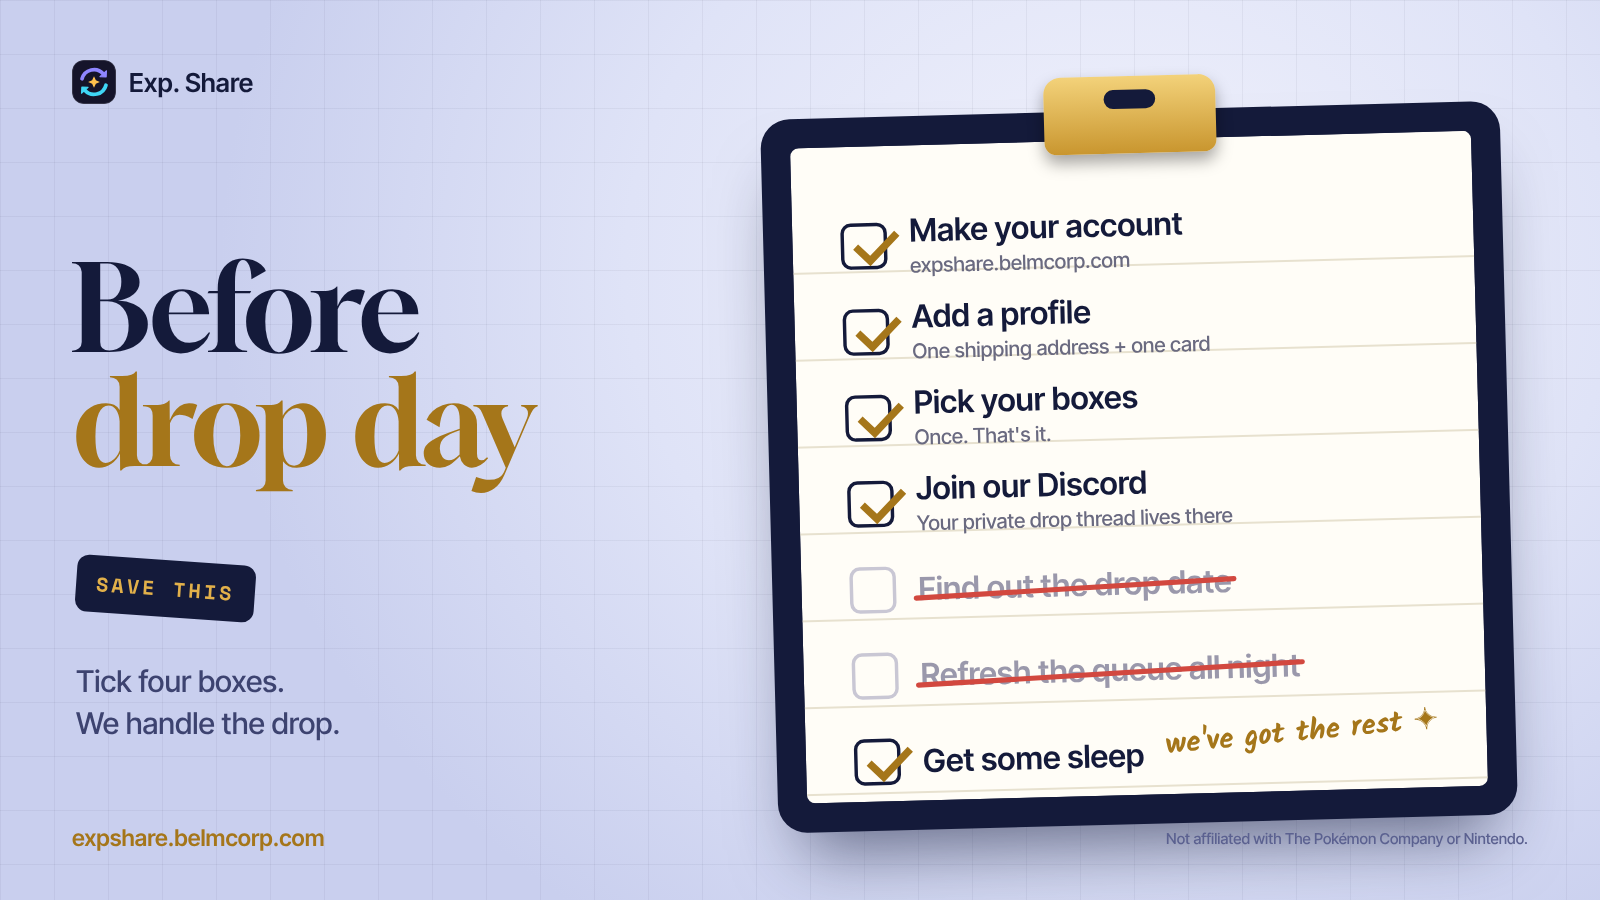 Exp. Share
Before
drop day
SAVE THIS
Tick four boxes.
We handle the drop.
expshare.belmcorp.com
Make your account
expshare.belmcorp.com
Add a profile
One shipping address + one card
Pick your boxes
Once. That's it.
Join our Discord
Your private drop thread lives there
Find out the drop date
Refresh the queue all night
Get some sleep
we've got the rest ✦
Not affiliated with The Pokémon Company or Nintendo.